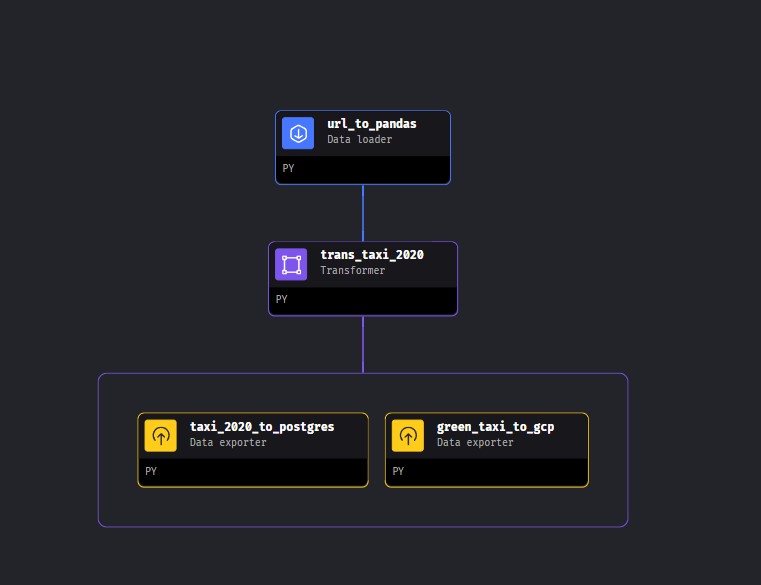 url_to_pandas
Data loader
PY
trans_taxi_2020
Transformer
PY
taxi_2020_to_postgres
Data exporter
PY
green_taxi_to_gcp
Data exporter
PY